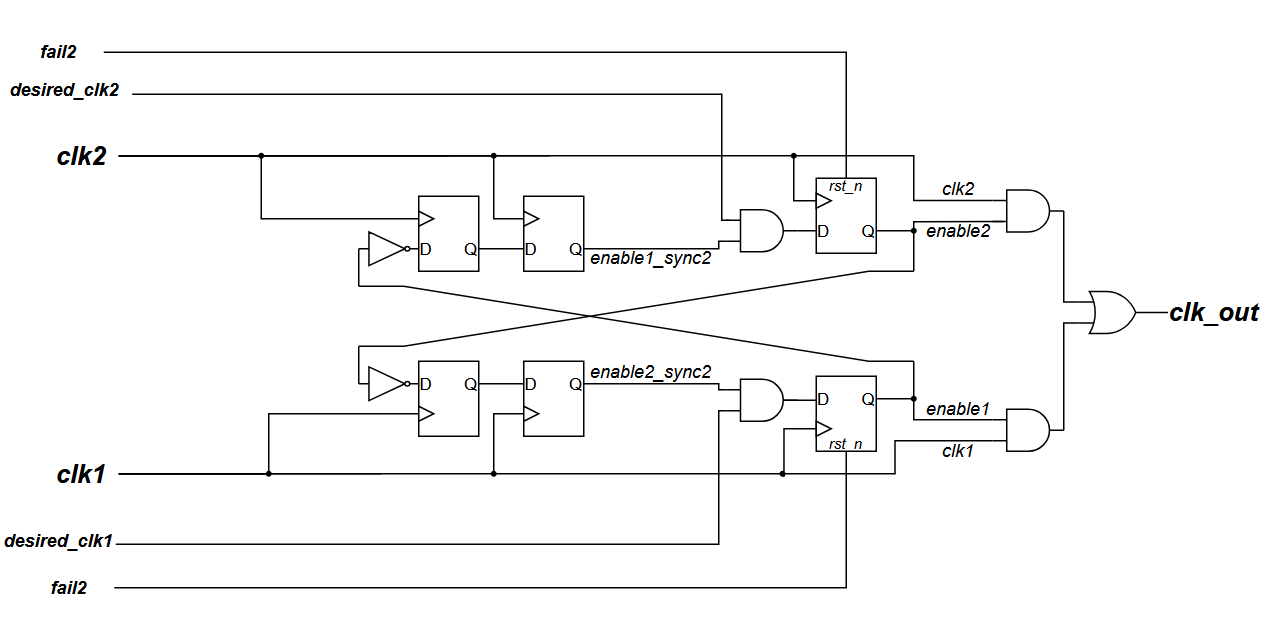 fail2
desired_clk2
clk2
rst_n
clk2
D Q
D Q
enable1_sync2
D Q
enable2
clk_out
D Q
D Q
enable2_sync2
D Q
enable1
rst_n
clk1
clk1
desired_clk1
fail2